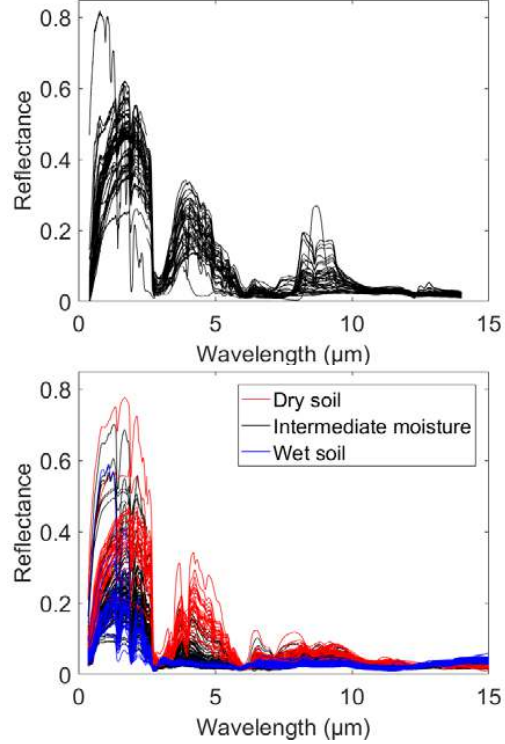 0.8
0.6
0.4
0.2
0
0 5 10 15
Reflectance
Wavelength (μm)
Dry soil
Intermediate moisture
Wet soil
0.8
0.6
0.4
0.2
0
0 5 10 15
Reflectance
Wavelength (μm)